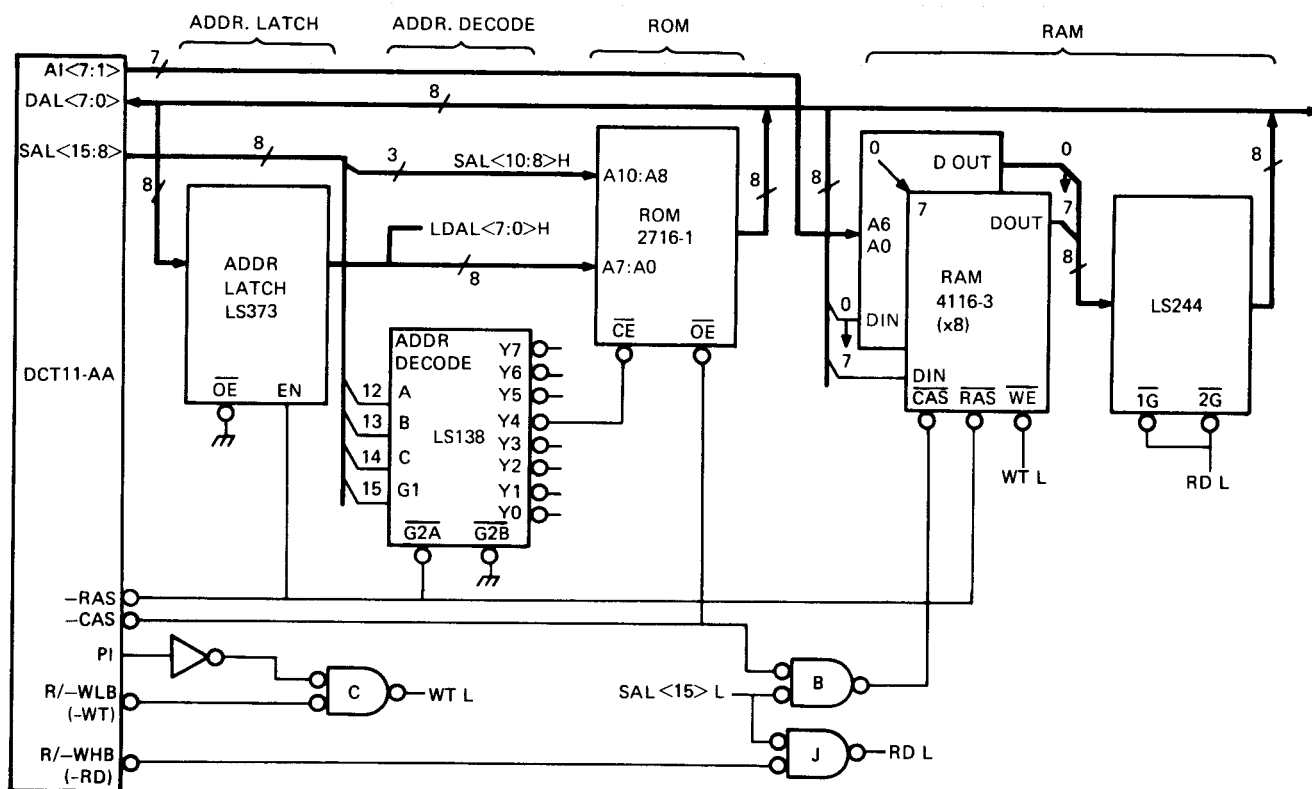 ADDR. LATCH
ADDR. DECODE
ROM
RAM
AI<7:1>
7
DAL<7:0>
8
SAL<15:8>
8
3
SAL<10:8>H
8
A10:A8
ROM
2716-1
A7:A0
CE
OE
8
LDAL<7:0>H
8
ADDR
LATCH
LS373
OE
EN
DCT11-AA
ADDR
DECODE
LS138
12
A
13
B
14
C
15
G1
G2A
G2B
Y7
Y6
Y5
Y4
Y3
Y2
Y1
Y0
8
0
D OUT
7
DOUT
A6
A0
RAM
4116-3
(x8)
0
DIN
7
DIN
CAS
RAS
WE
WT L
0
7
8
LS244
1G
2G
RD L
8
—RAS
—CAS
PI
R/—WLB
(-WT)
R/—WHB
(-RD)
C
WT L
SAL<15> L
B
J
RD L